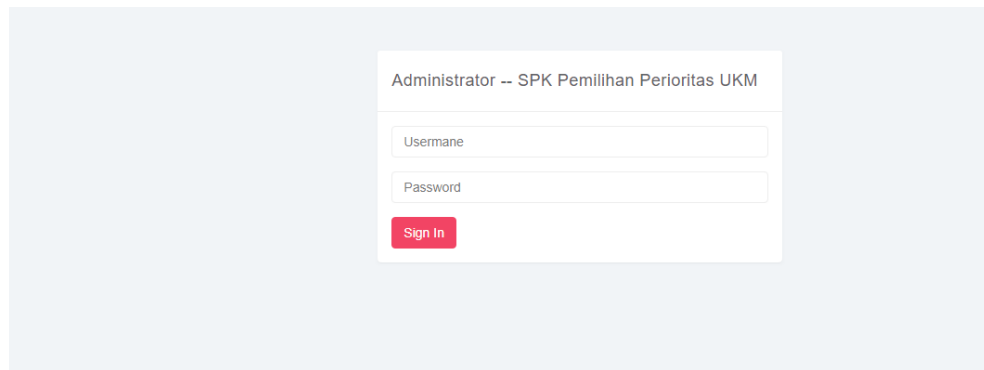 Administrator -- SPK Pemilihan Perioritas UKM
Usermane
Password
Sign In